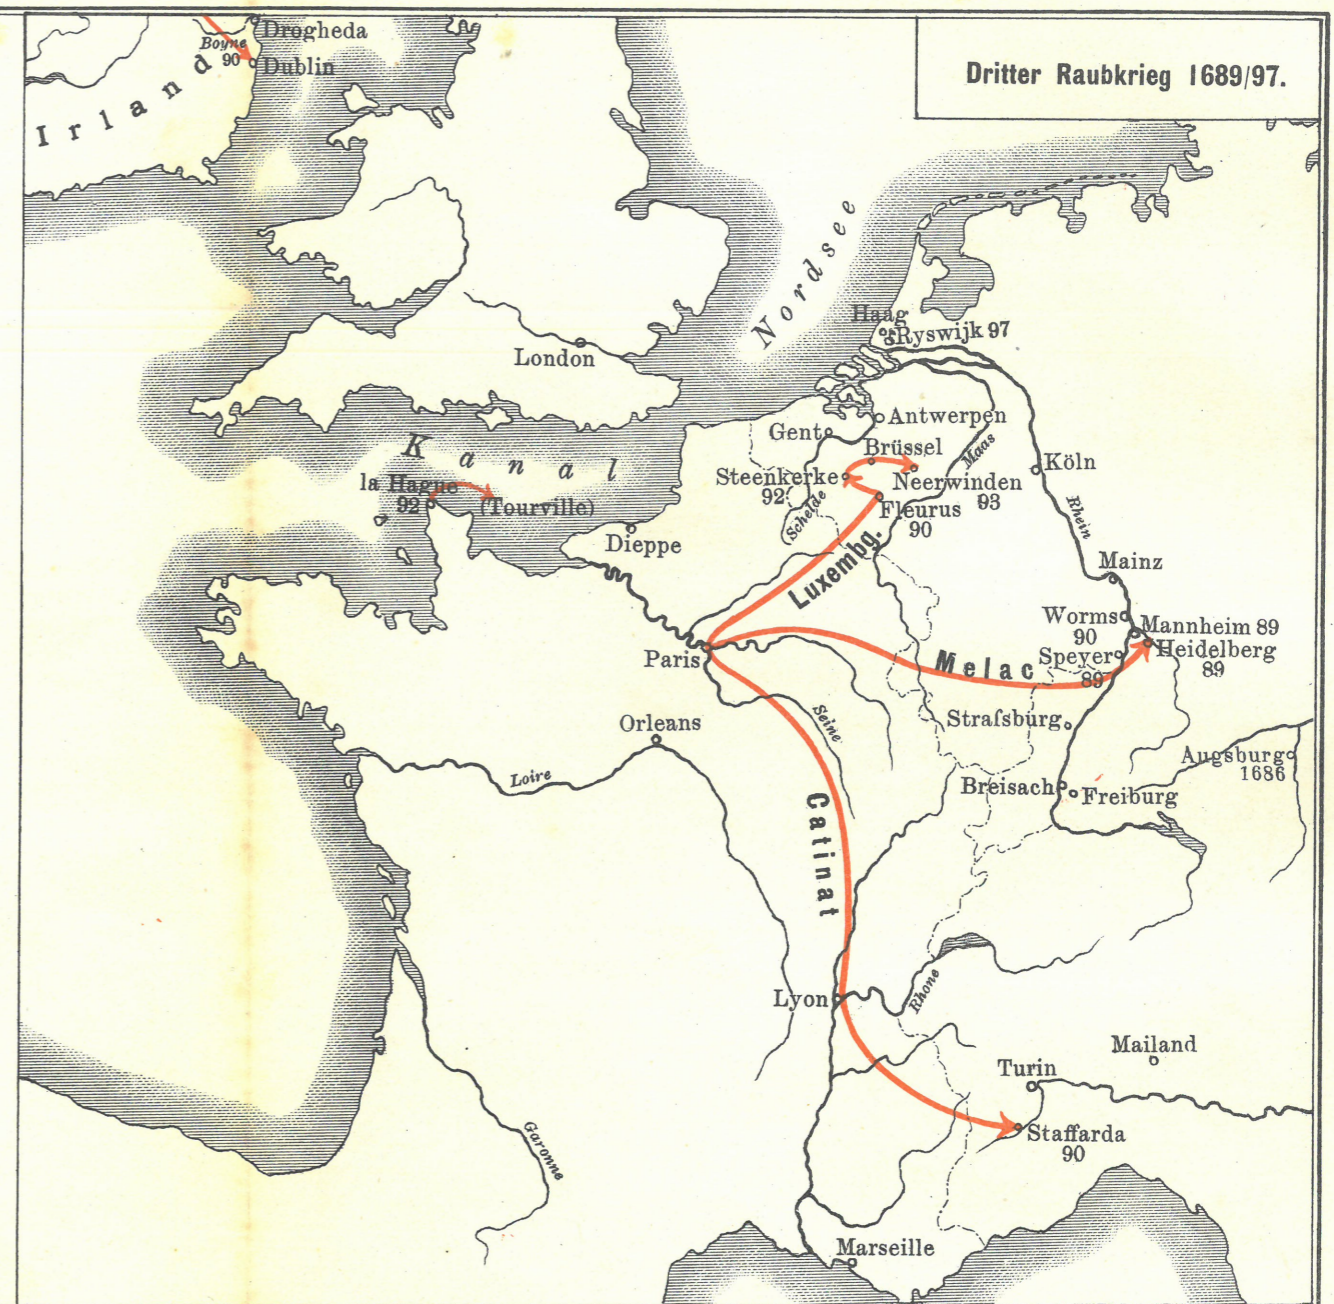 Dritter Raubkrieg 1689/97.
Drogheda
Boyne
90
Dublin
Irland
Nordsee
Haag
Ryswijk 97
London
Antwerpen
Gent
Brüssel
Maas
Köln
Kanal
Steenkerke
92
Neerwinden
93
la Hague
92
(Tourville)
Schelde
Fleurus
90
Rhein
Dieppe
Luxembg.
Mainz
Worms
90
Mannheim 89
Paris
Melac
Speyer
89
Heidelberg
89
Orleans
Seine
Straſsburg
Augsburg
1686
Loire
Breisach
Freiburg
Catinat
Lyon
Rhone
Mailand
Turin
Staffarda
90
Garonne
Marseille